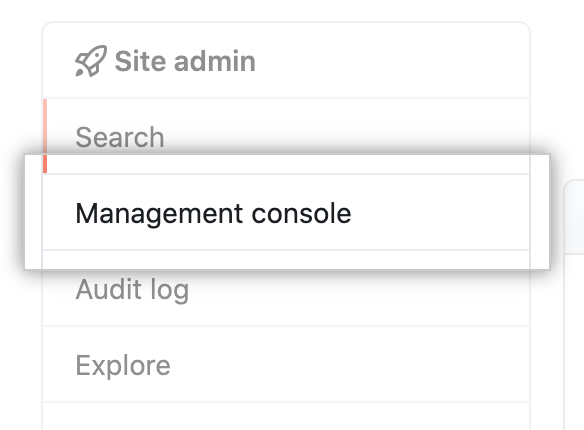 Site admin
Search
Management console
Audit log
Explore